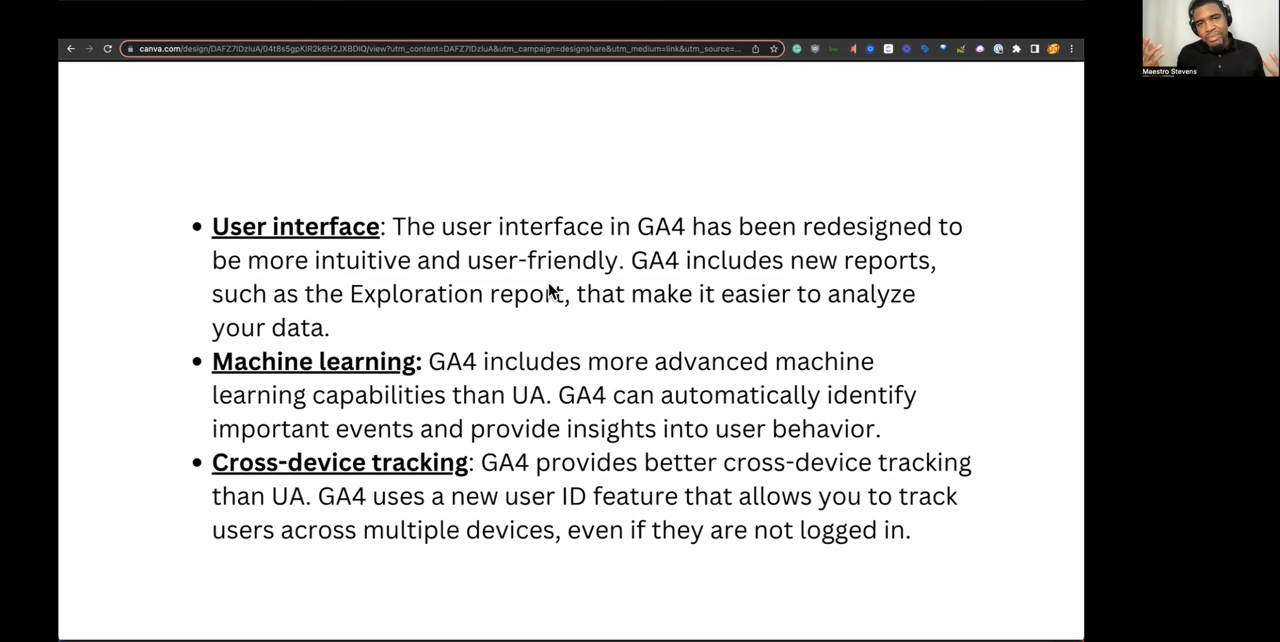 canva.com/design/DAFZ7lDzluA/04t8s5gpKlR2k6H2JXBDlQ/view?utm_content=DAFZ7lDzluA&utm_campaign=designshare&utm_medium=link&utm_source=...
Maestro Stevens
• User interface: The user interface in GA4 has been redesigned to
be more intuitive and user-friendly. GA4 includes new reports,
such as the Exploration report, that make it easier to analyze
your data.
• Machine learning: GA4 includes more advanced machine
learning capabilities than UA. GA4 can automatically identify
important events and provide insights into user behavior.
• Cross-device tracking: GA4 provides better cross-device tracking
than UA. GA4 uses a new user ID feature that allows you to track
users across multiple devices, even if they are not logged in.